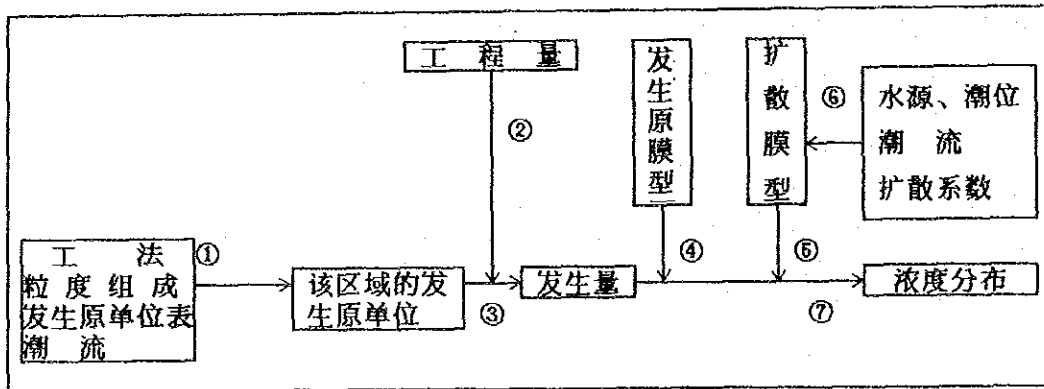 工程量
发生原膜型
扩散膜型
⑥
水源、潮位
潮流
扩散系数
②
①
工法
粒度组成
发生原单位表
潮流
该区域的发
生原单位
③
发生量
④
⑤
⑦
浓度分布